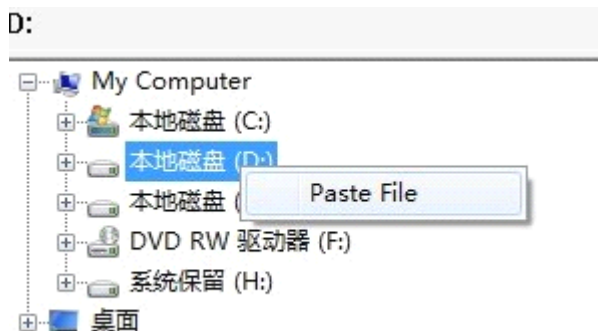 D:
My Computer
本地磁盘 (C:)
本地磁盘 (D:)
本地磁盘 (
Paste File
DVD RW 驱动器 (F:)
系统保留 (H:)
桌面